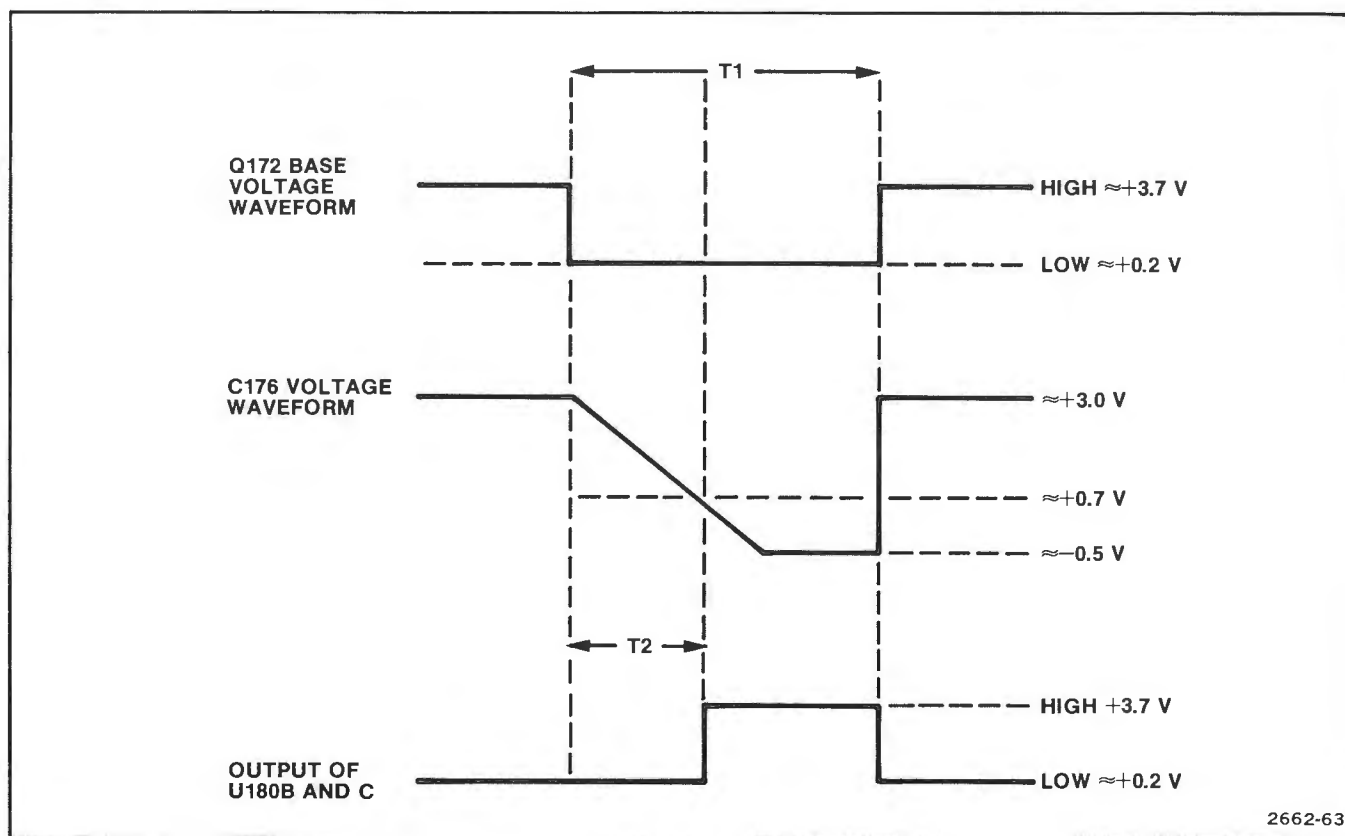 T1
Q172 BASE
VOLTAGE
WAVEFORM
HIGH ≈+3.7 V
LOW ≈+0.2 V
C176 VOLTAGE
WAVEFORM
≈+3.0 V
≈+0.7 V
≈−0.5 V
T2
HIGH +3.7 V
OUTPUT OF
U180B AND C
LOW ≈+0.2 V
2662-63